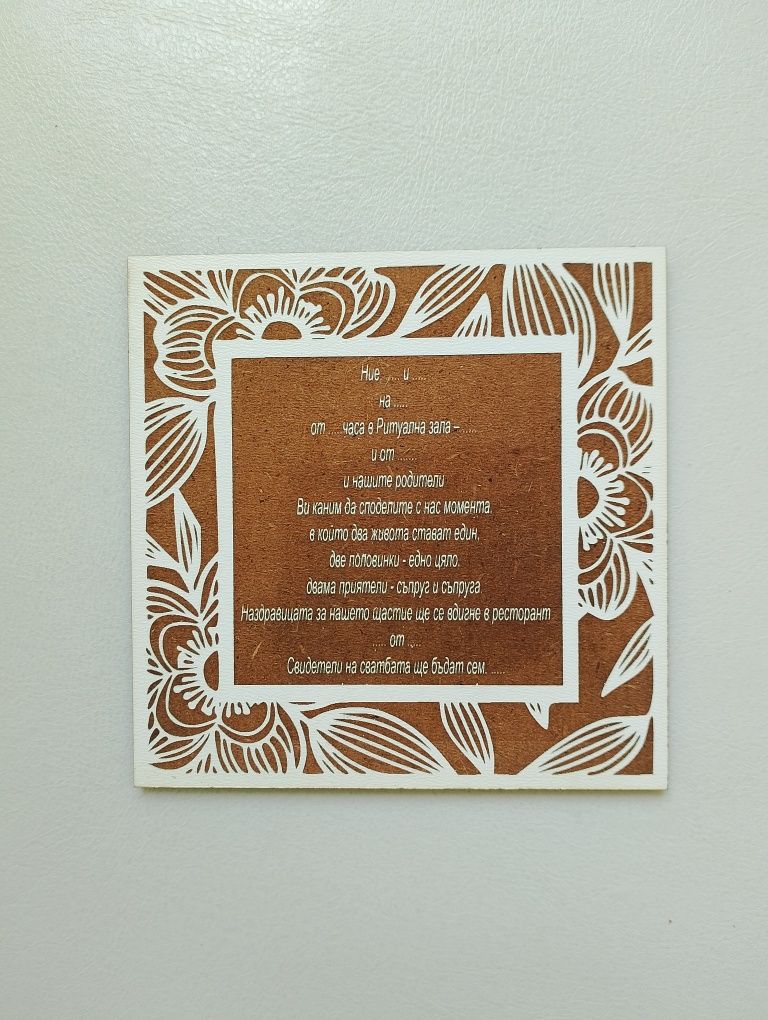 Ние ..... и .....
на .....
от .....часа в Ритуална зала – ......
и от ......
и нашите родители
Ви каним да споделите с нас момента,
в който два живота стават един,
две половинки - едно цяло,
двама приятели - съпруг и съпруга.
Наздравицата за нашето щастие ще се вдигне в ресторант
..... от .....
Свидетели на сватбата ще бъдат сем. .....